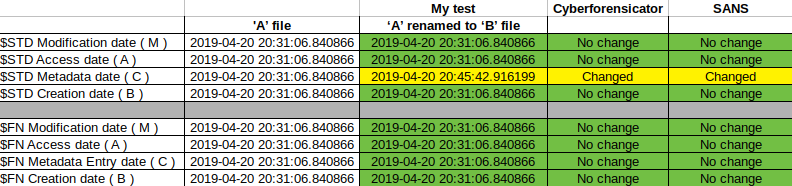 My test Cyberforensicator SANS
'A' file ‘A’ renamed to ‘B’ file
$STD Modification date ( M ) 2019-04-20 20:31:06.840866 2019-04-20 20:31:06.840866 No change No change
$STD Access date ( A ) 2019-04-20 20:31:06.840866 2019-04-20 20:31:06.840866 No change No change
$STD Metadata date ( C ) 2019-04-20 20:31:06.840866 2019-04-20 20:45:42.916199 Changed Changed
$STD Creation date ( B ) 2019-04-20 20:31:06.840866 2019-04-20 20:31:06.840866 No change No change
$FN Modification date ( M ) 2019-04-20 20:31:06.840866 2019-04-20 20:31:06.840866 No change No change
$FN Access date ( A ) 2019-04-20 20:31:06.840866 2019-04-20 20:31:06.840866 No change No change
$FN Metadata Entry date ( C ) 2019-04-20 20:31:06.840866 2019-04-20 20:31:06.840866 No change No change
$FN Creation date ( B ) 2019-04-20 20:31:06.840866 2019-04-20 20:31:06.840866 No change No change